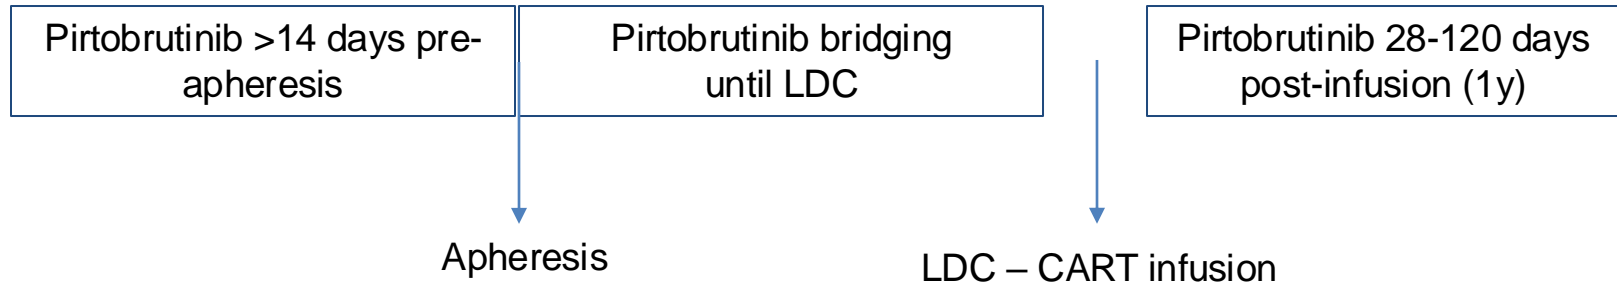 Pirtobrutinib >14 days pre-
apheresis
Pirtobrutinib bridging
until LDC
Pirtobrutinib 28-120 days
post-infusion (1y)
Apheresis
LDC – CART infusion